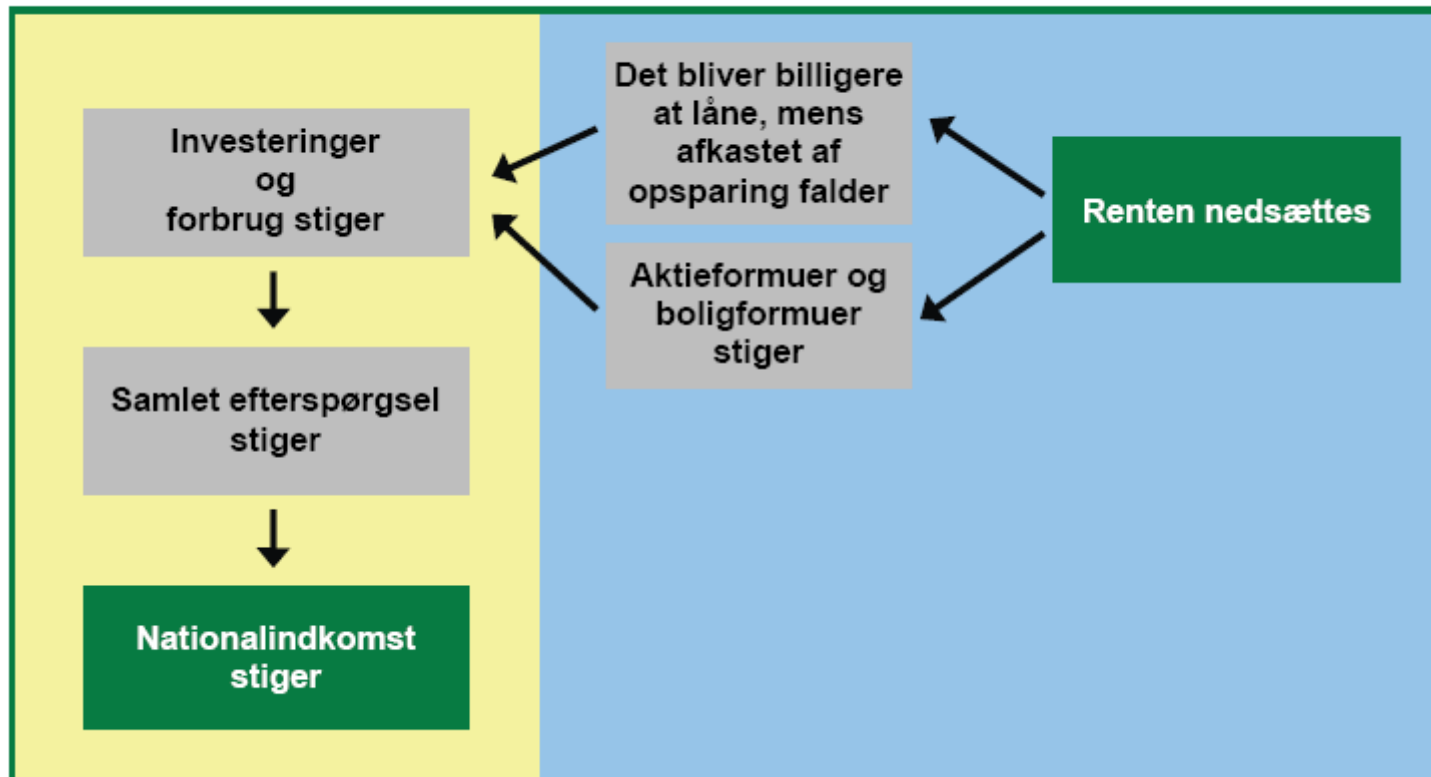 Det bliver billigere
at låne, mens
afkastet af
opsparing falder
Investeringer
og
forbrug stiger
Renten nedsættes
Aktieformuer og
boligformuer
stiger
Samlet efterspørgsel
stiger
Nationalindkomst
stiger